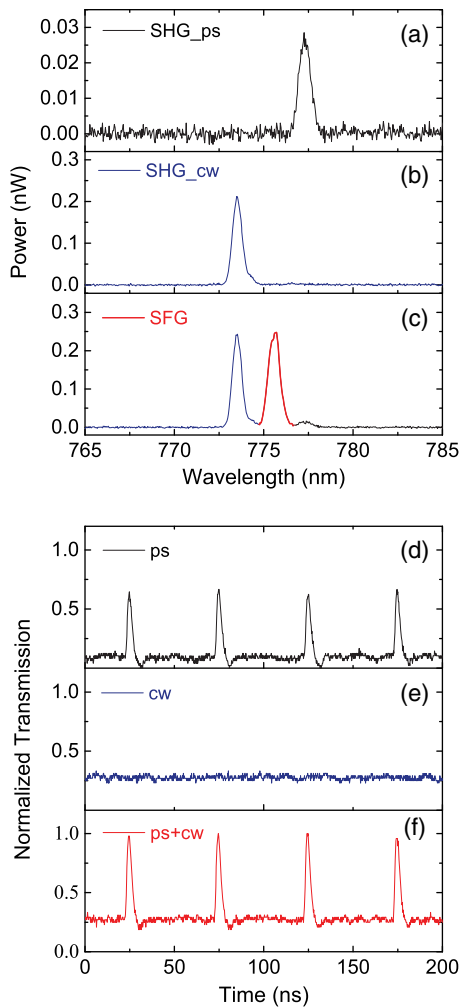 SHG_ps
(a)
0.03
0.02
0.01
0.00
SHG_cw
(b)
0.3
0.2
0.1
0.0
SFG
(c)
0.3
0.2
0.1
0.0
765 770 775 780 785
Power (nW)
Wavelength (nm)
ps
(d)
1.0
0.5
cw
(e)
1.0
0.5
ps+cw
(f)
1.0
0.5
0.0
0 50 100 150 200
Normalized Transmission
Time (ns)